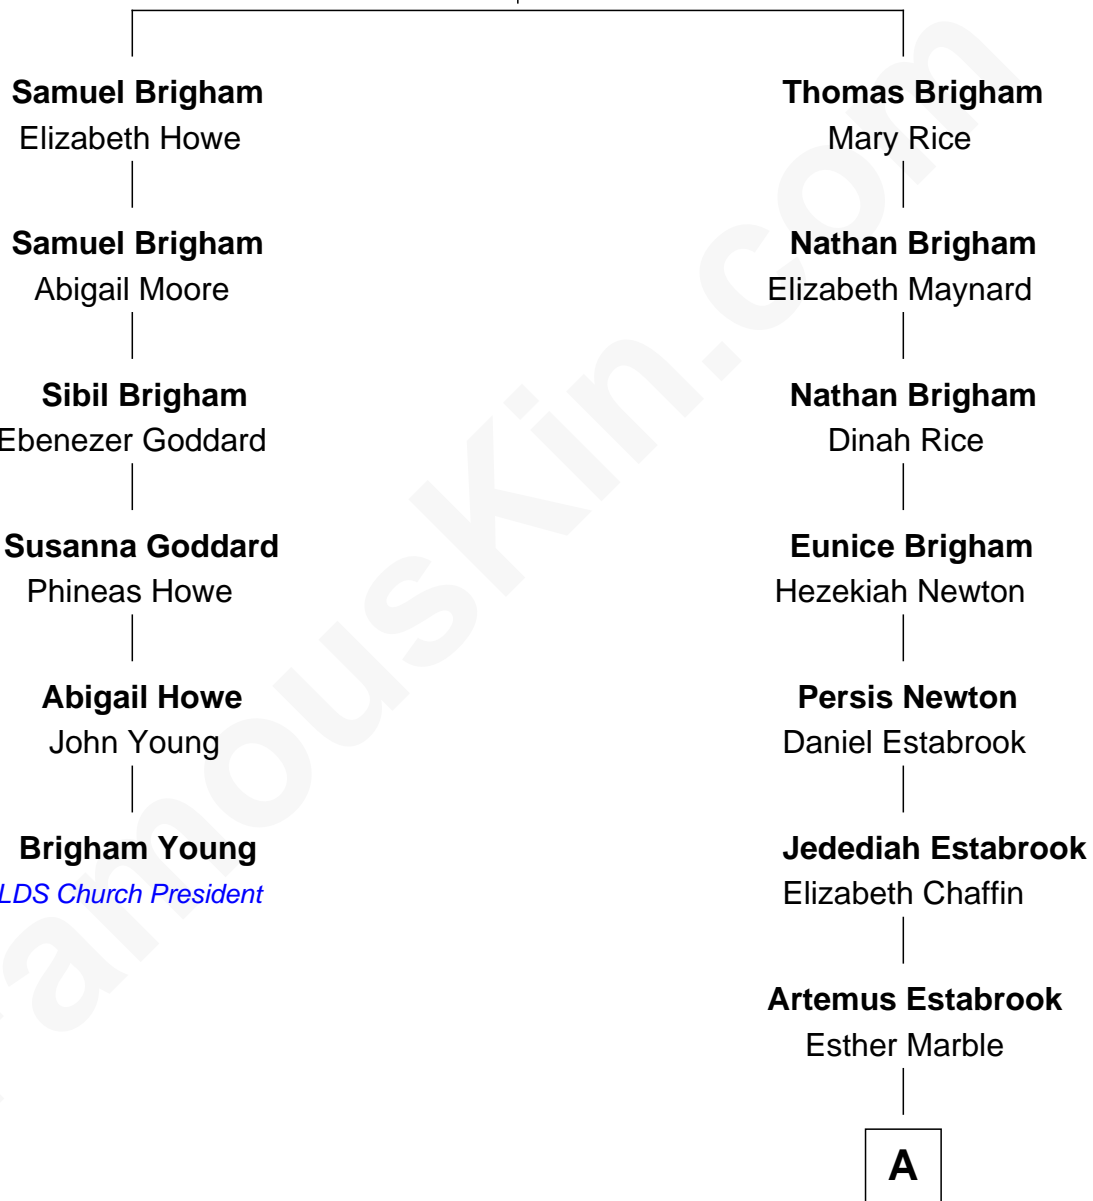 Samuel Brigham
Elizabeth Howe
Samuel Brigham
Abigail Moore
Sibil Brigham
Ebenezer Goddard
Susanna Goddard
Phineas Howe
Abigail Howe
John Young
Brigham Young
LDS Church President
Thomas Brigham
Mary Rice
Nathan Brigham
Elizabeth Maynard
Nathan Brigham
Dinah Rice
Eunice Brigham
Hezekiah Newton
Persis Newton
Daniel Estabrook
Jedediah Estabrook
Elizabeth Chaffin
Artemus Estabrook
Esther Marble
A
FamousKin.com